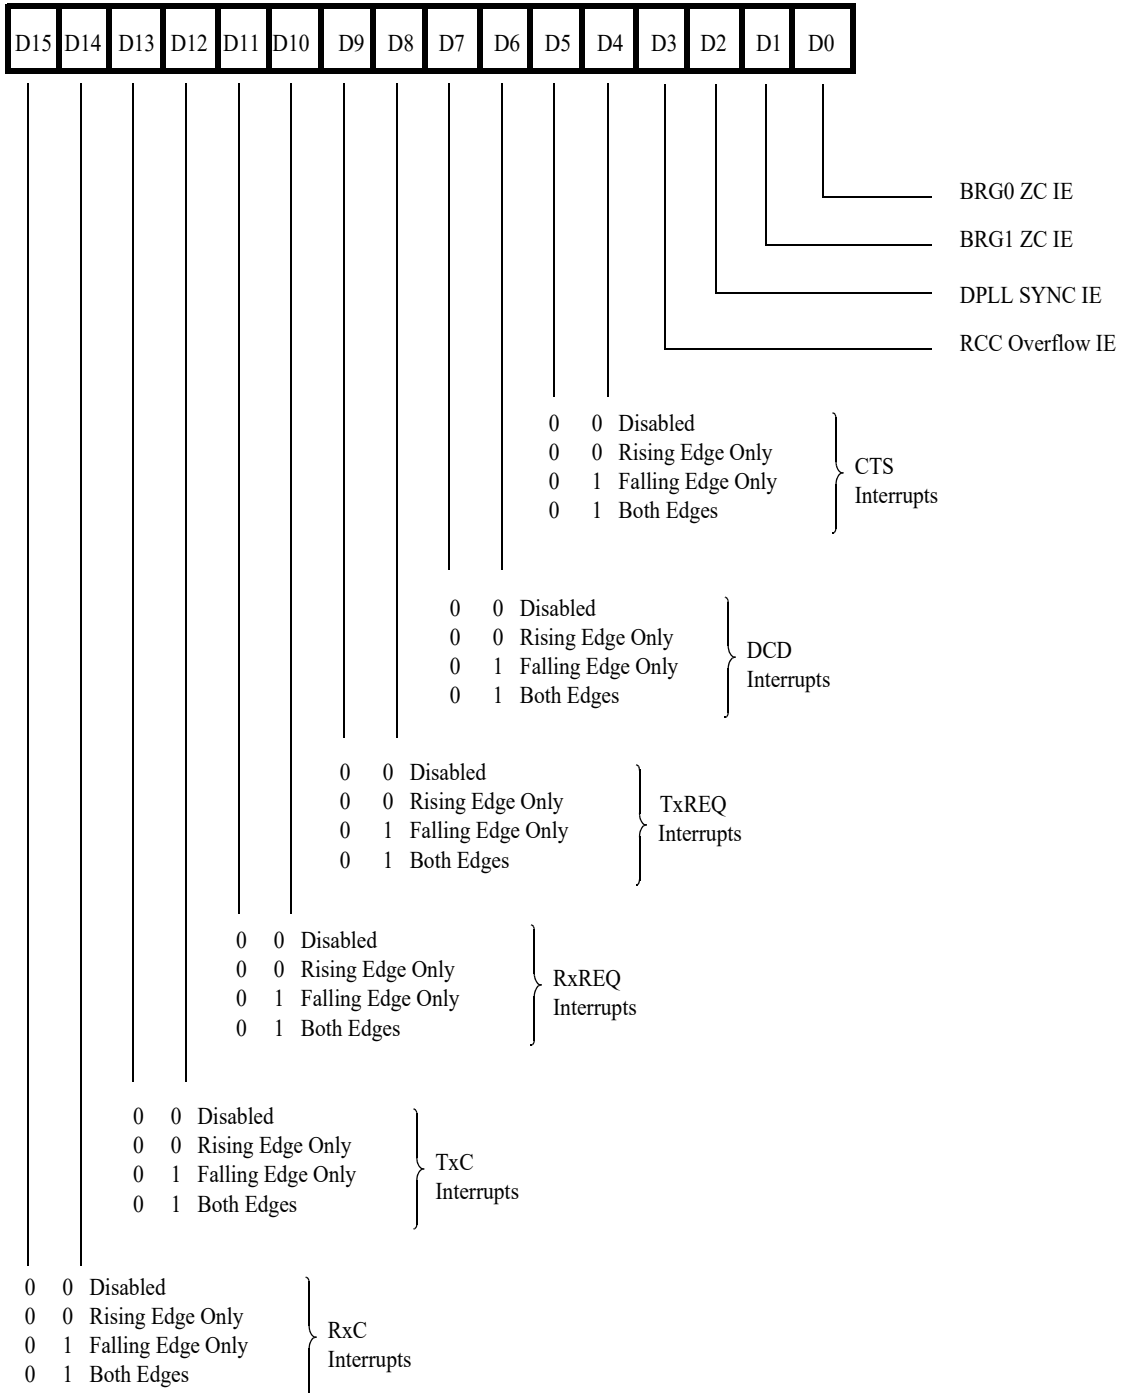 D15 D14 D13 D12 D11 D10 D9 D8 D7 D6 D5 D4 D3 D2 D1 D0
BRG0 ZC IE
BRG1 ZC IE
DPLL SYNC IE
RCC Overflow IE
0 0 Disabled
0 0 Rising Edge Only
0 1 Falling Edge Only
0 1 Both Edges
CTS
Interrupts
0 0 Disabled
0 0 Rising Edge Only
0 1 Falling Edge Only
0 1 Both Edges
DCD
Interrupts
0 0 Disabled
0 0 Rising Edge Only
0 1 Falling Edge Only
0 1 Both Edges
TxREQ
Interrupts
0 0 Disabled
0 0 Rising Edge Only
0 1 Falling Edge Only
0 1 Both Edges
RxREQ
Interrupts
0 0 Disabled
0 0 Rising Edge Only
0 1 Falling Edge Only
0 1 Both Edges
TxC
Interrupts
0 0 Disabled
0 0 Rising Edge Only
0 1 Falling Edge Only
0 1 Both Edges
RxC
Interrupts